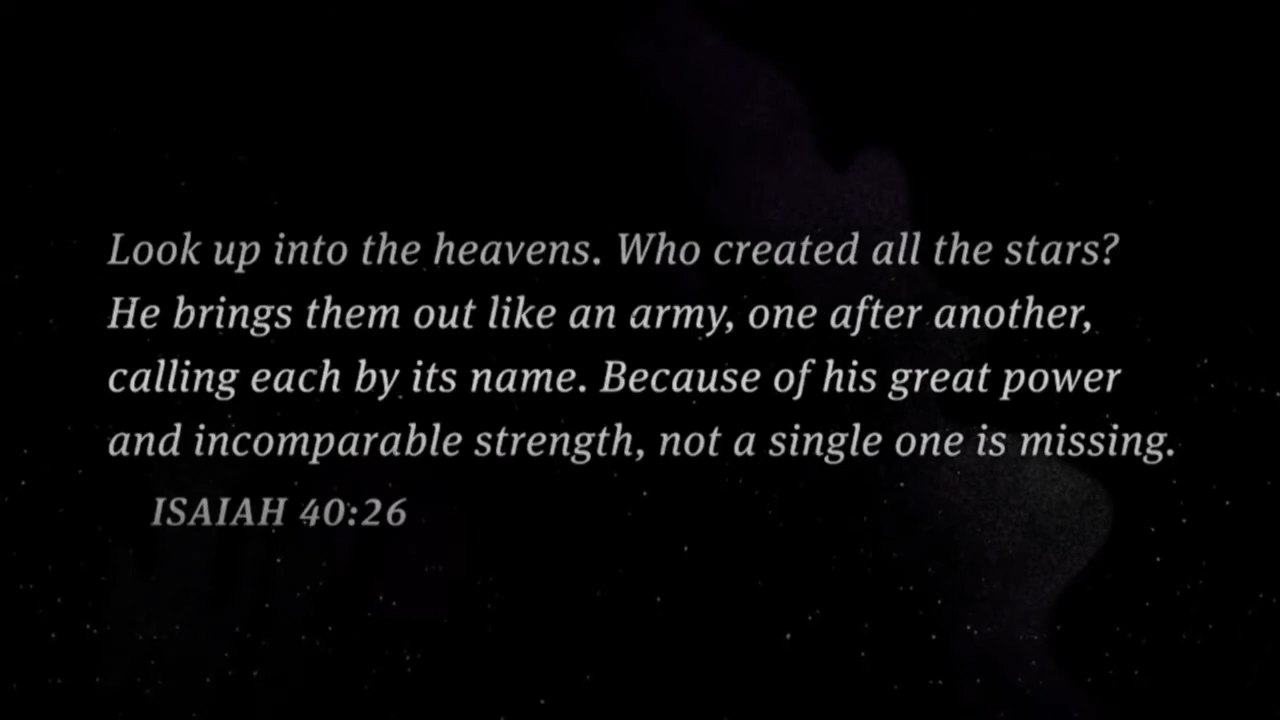 Look up into the heavens. Who created all the stars?
He brings them out like an army, one after another,
calling each by its name. Because of his great power
and incomparable strength, not a single one is missing.
ISAIAH 40:26